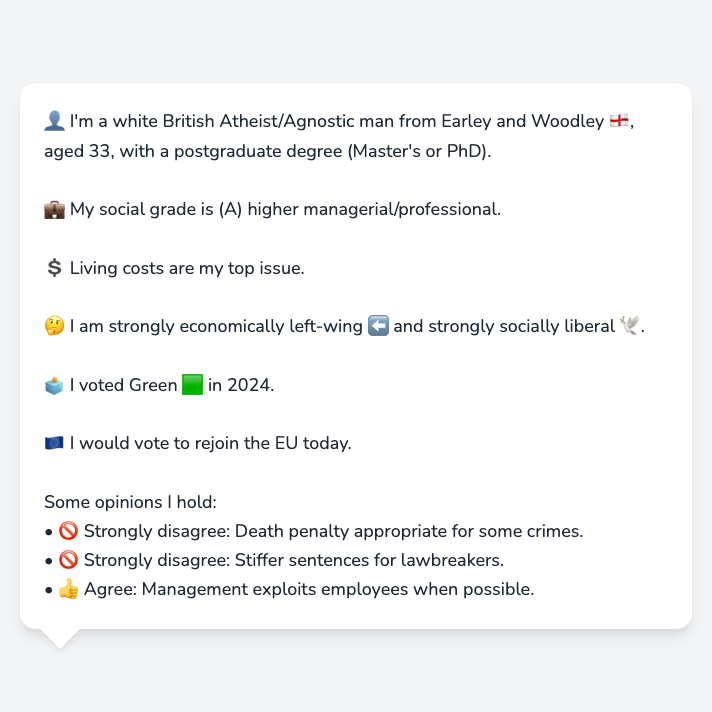 👤 I'm a white British Atheist/Agnostic man from Earley and Woodley 🏴󠁧󠁢󠁥󠁮󠁧󠁿,
aged 33, with a postgraduate degree (Master's or PhD).
💼 My social grade is (A) higher managerial/professional.
💲 Living costs are my top issue.
🤔 I am strongly economically left-wing ⬅️ and strongly socially liberal 🕊️.
🗳️ I voted Green 🟩 in 2024.
🇪🇺 I would vote to rejoin the EU today.
Some opinions I hold:
• 🚫 Strongly disagree: Death penalty appropriate for some crimes.
• 🚫 Strongly disagree: Stiffer sentences for lawbreakers.
• 👍 Agree: Management exploits employees when possible.